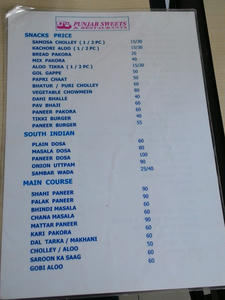 PUNJAB SWEETS
& RESTAURANTS
SNACKS PRICE
SAMOSA CHOLLEY ( 1 / 2 PC ) 15/30
KACHORI ALOO ( 1 / 2 PC ) 15/30
BREAD PAKORA 20
MIX PAKORA 40
ALOO TIKRA ( 1 / 2 PC ) 15/30
GOL GAPPE 50
PAPRI CHAAT 50
BHATUR / PURI CHOLLEY 60
VEGETABLE CHOWMEIN 80
DAHI BHALLE 40
PAV BHAJI 60
PANEER PAKORA 60
TIKKI BURGER 40
PANEER BURGER 55
SOUTH INDIAN
PLAIN DOSA 60
MASALA DOSA 80
PANEER DOSA 100
ONION UTTPAM 90
SAMBAR WADA 25/40
MAIN COURSE
SHAHI PANEER 90
PALAK PANEER 90
BHINDI MASALA 60
CHANA MASALA 60
MATTAR PANEER 90
KARI PAKORA 60
DAL TARKA / MAKHANI 60
CHOLLEY / ALOO 50
SAROON KA SAAG 60
GOBI ALOO 60